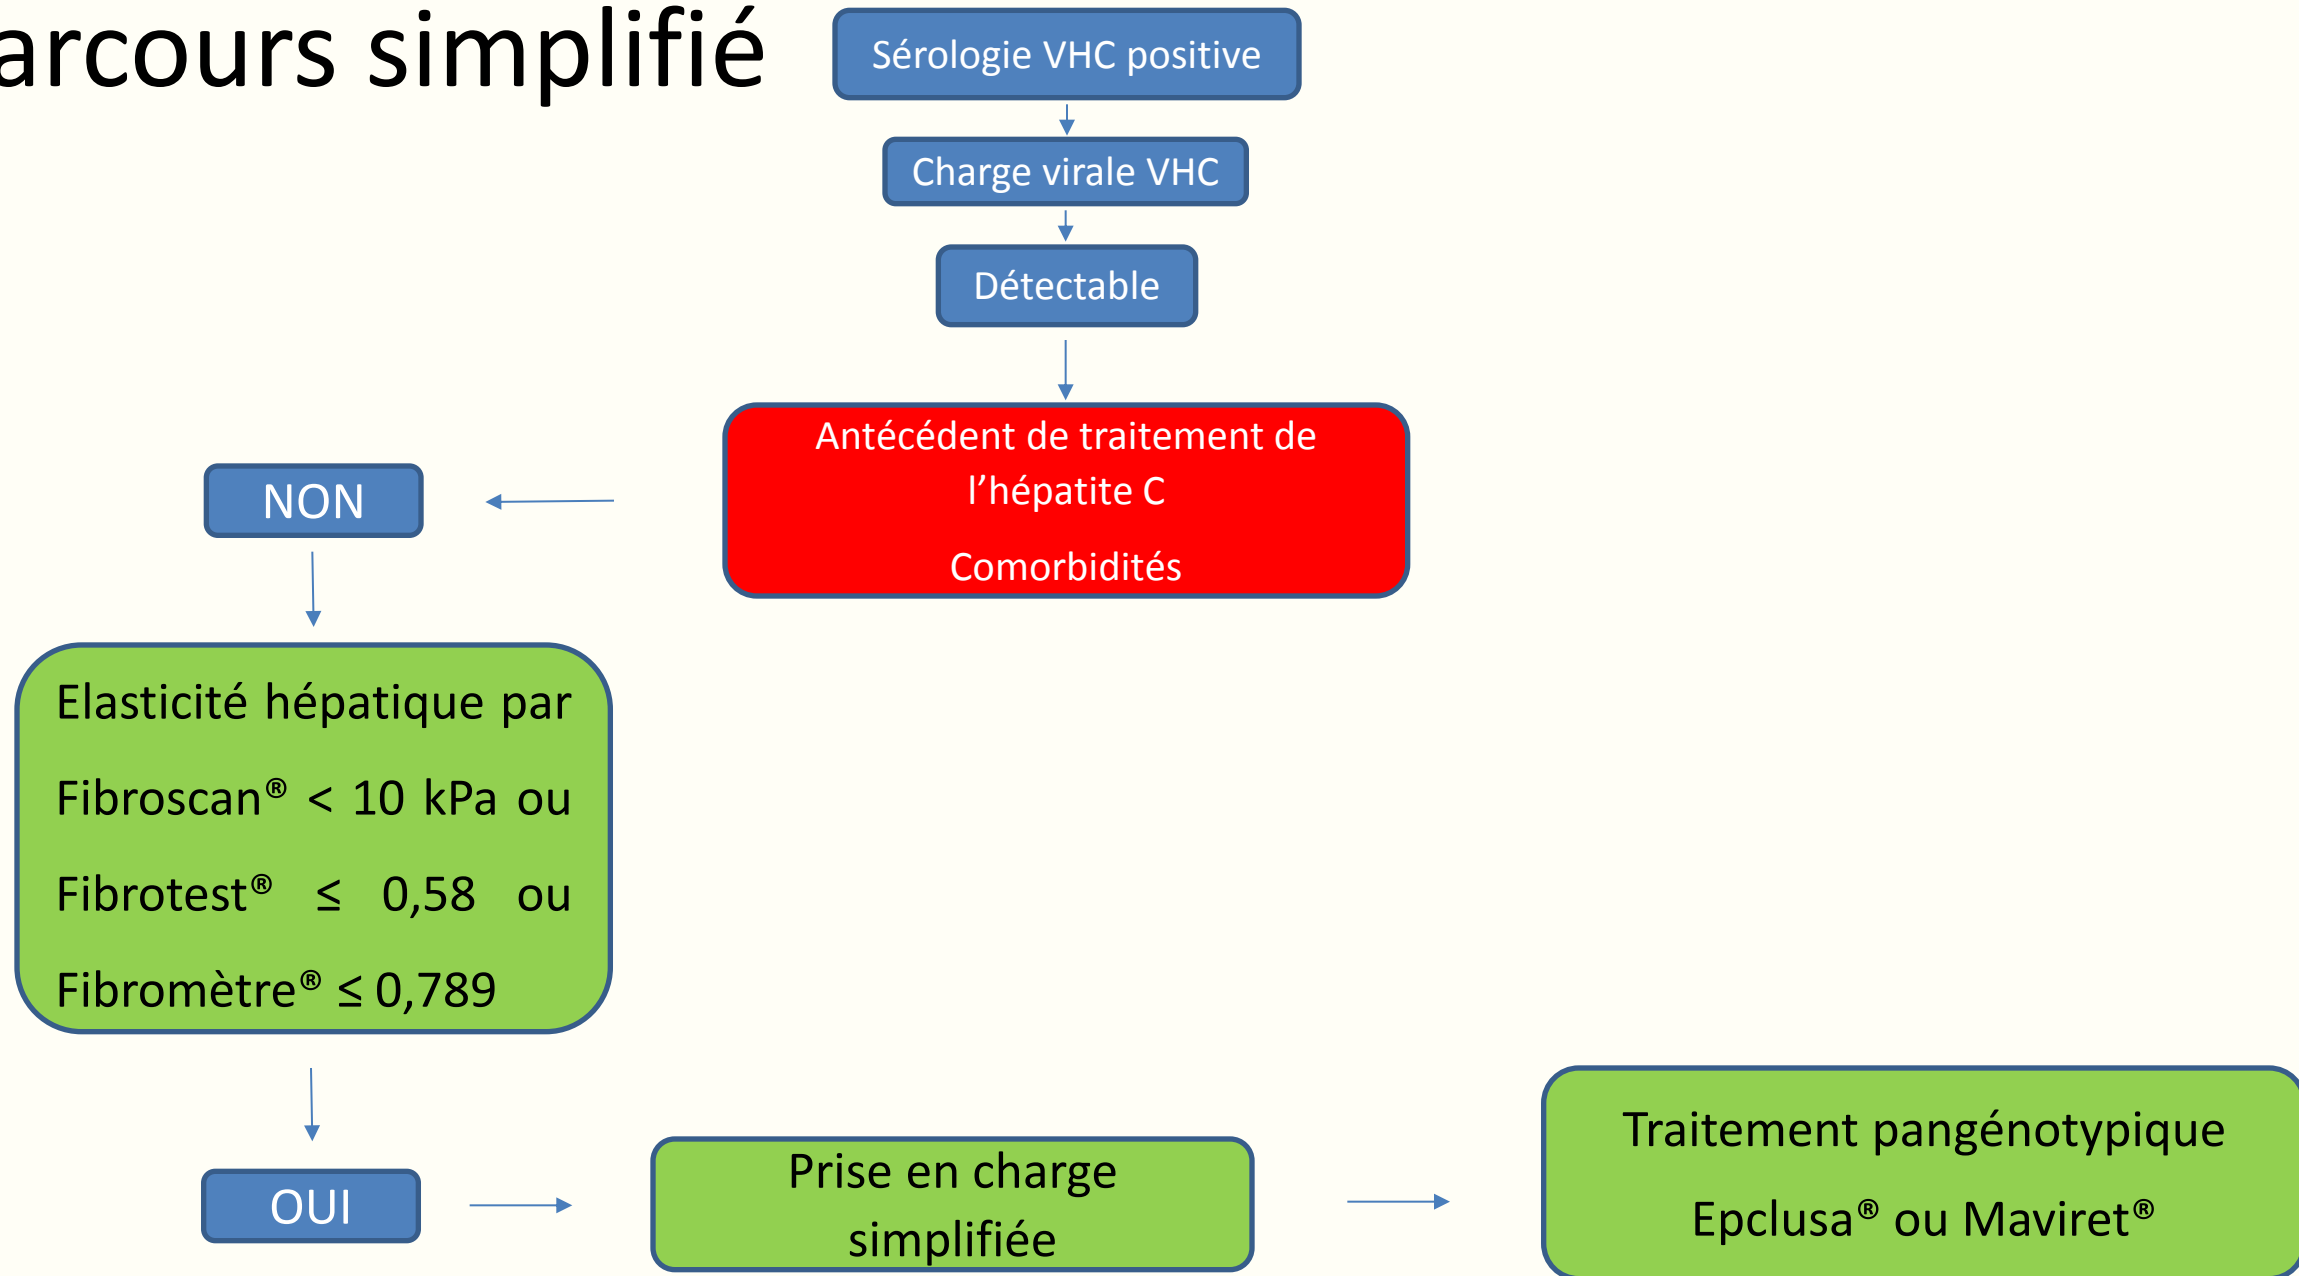 arcours simplifié
Sérologie VHC positive
Charge virale VHC
Détectable
Antécédent de traitement de
l’hépatite C
Comorbidités
NON
Elasticité hépatique par
Fibroscan® < 10 kPa ou
Fibrotest® ≤ 0,58 ou
Fibromètre® ≤ 0,789
OUI
Prise en charge
simplifiée
Traitement pangénotypique
Epclusa® ou Maviret®